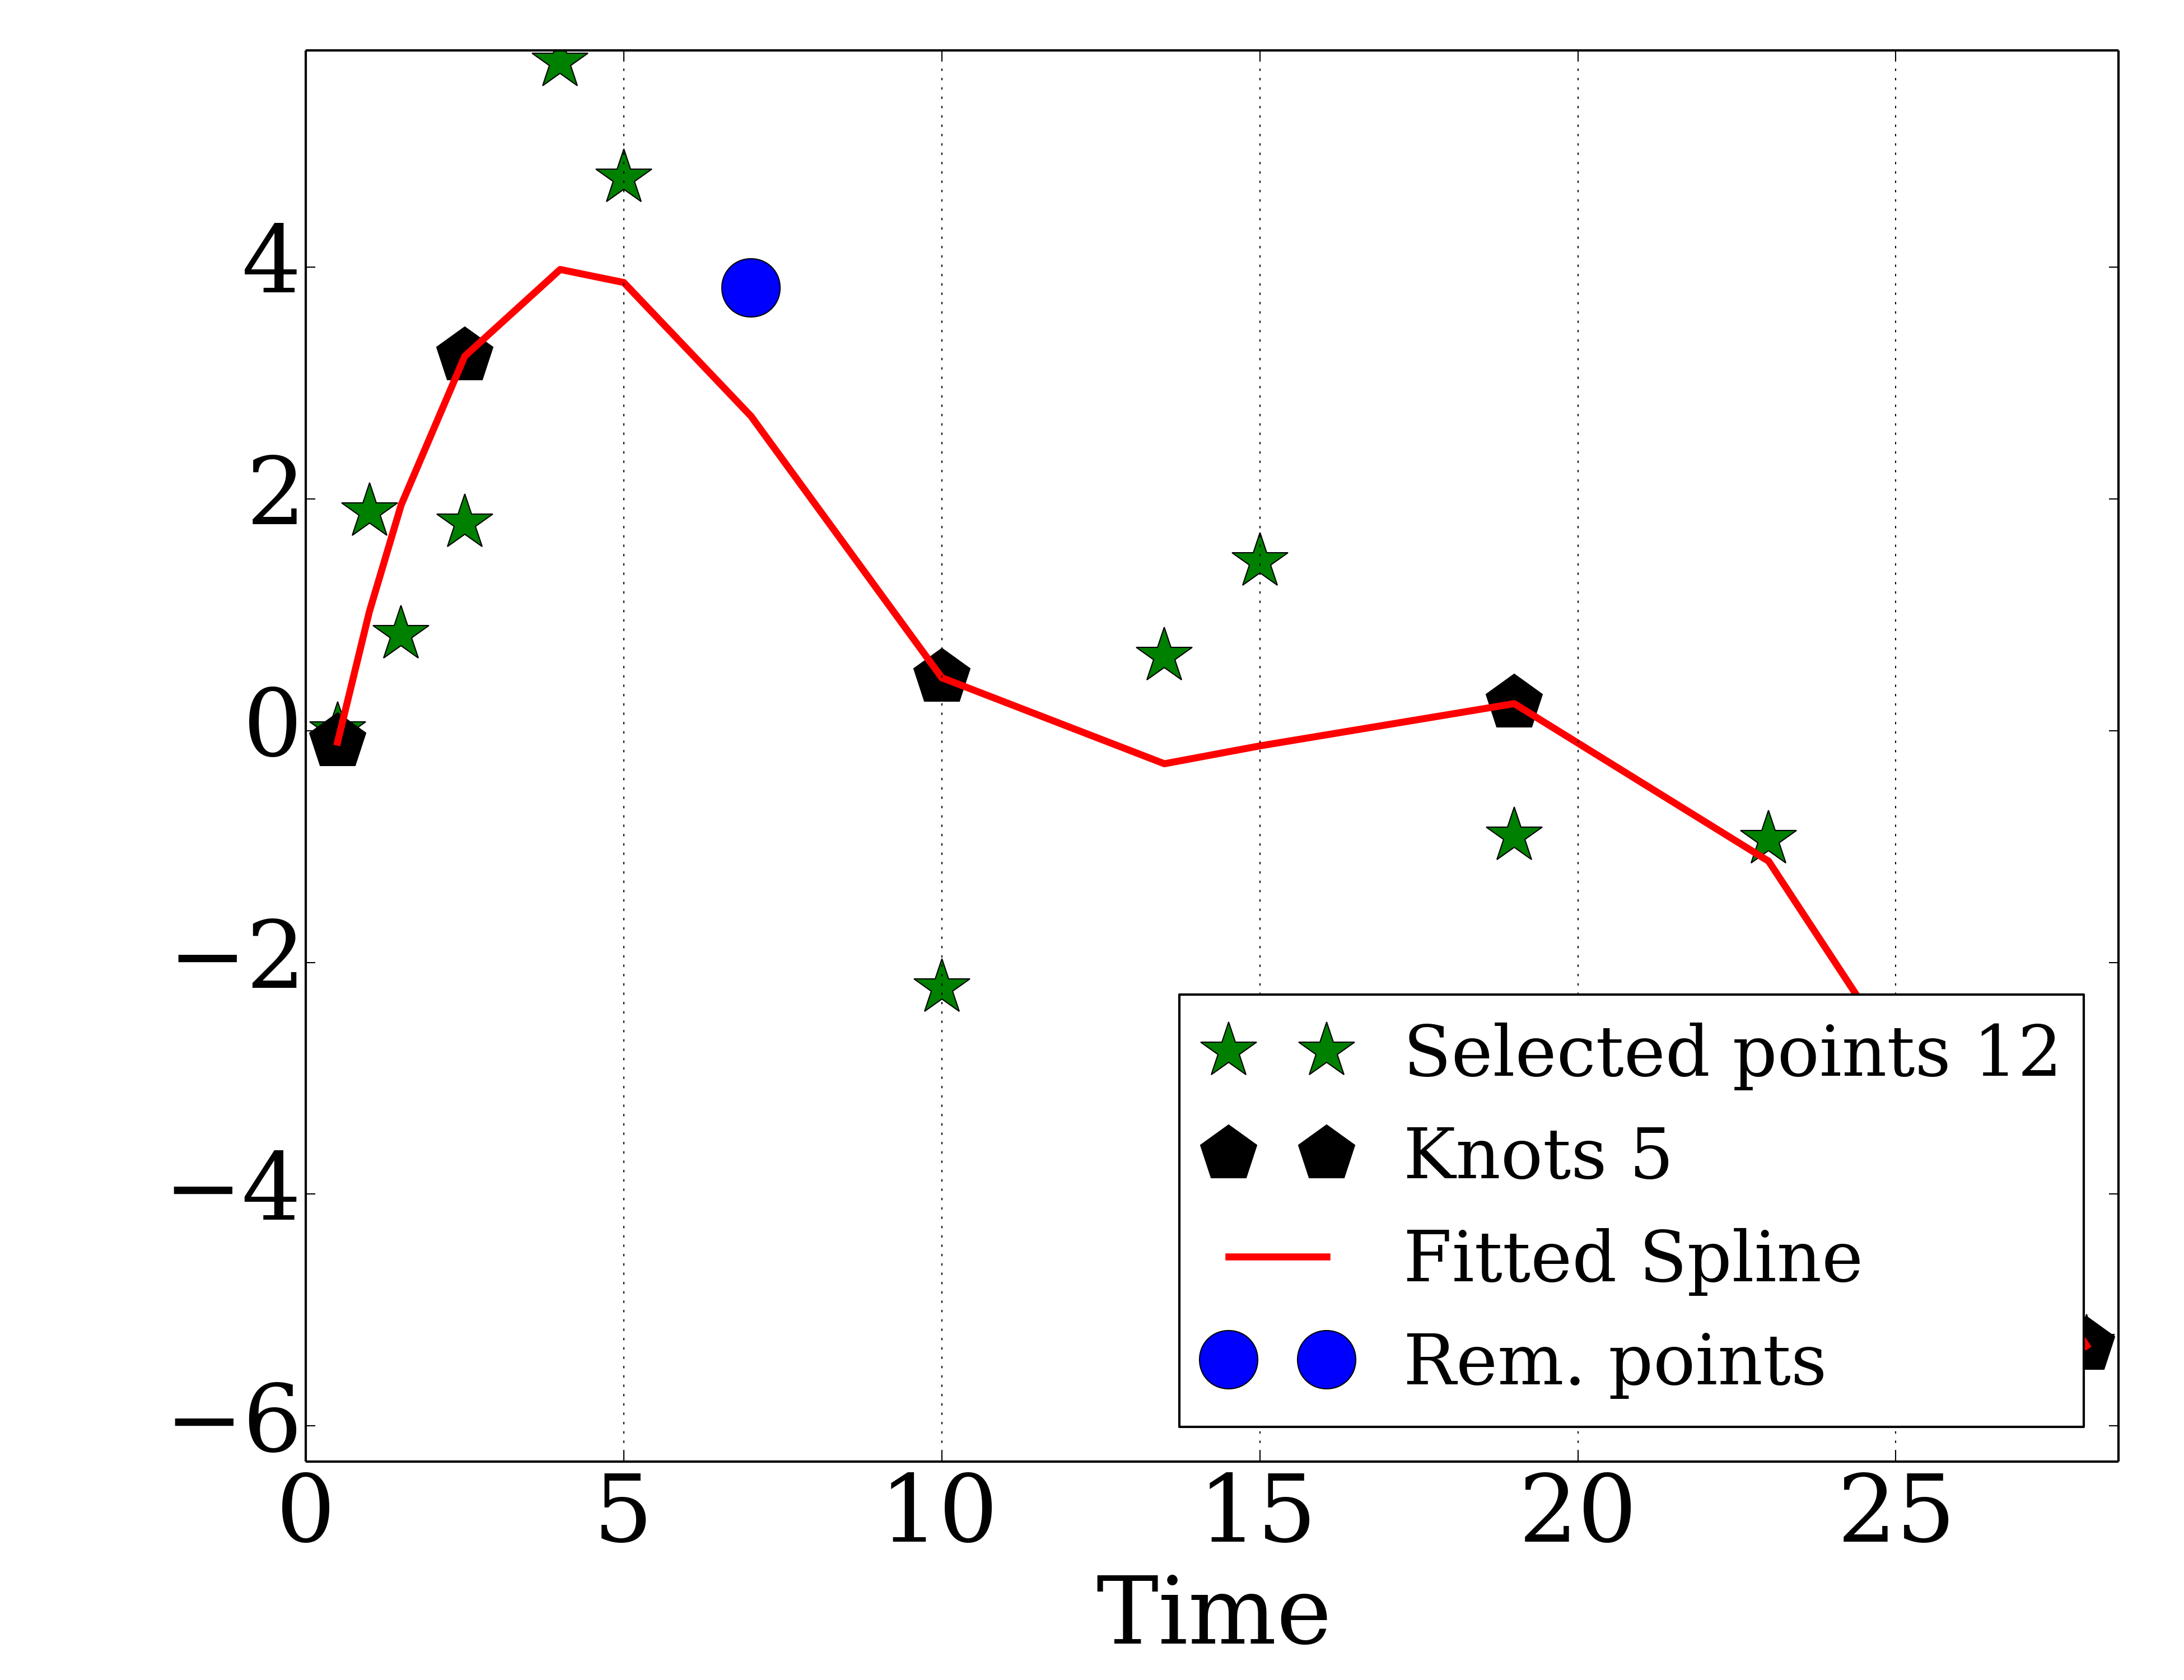 4
2
0
−2
−4
−6
0 5 10 15 20 25
Time
Selected points 12
Knots 5
Fitted Spline
Rem. points